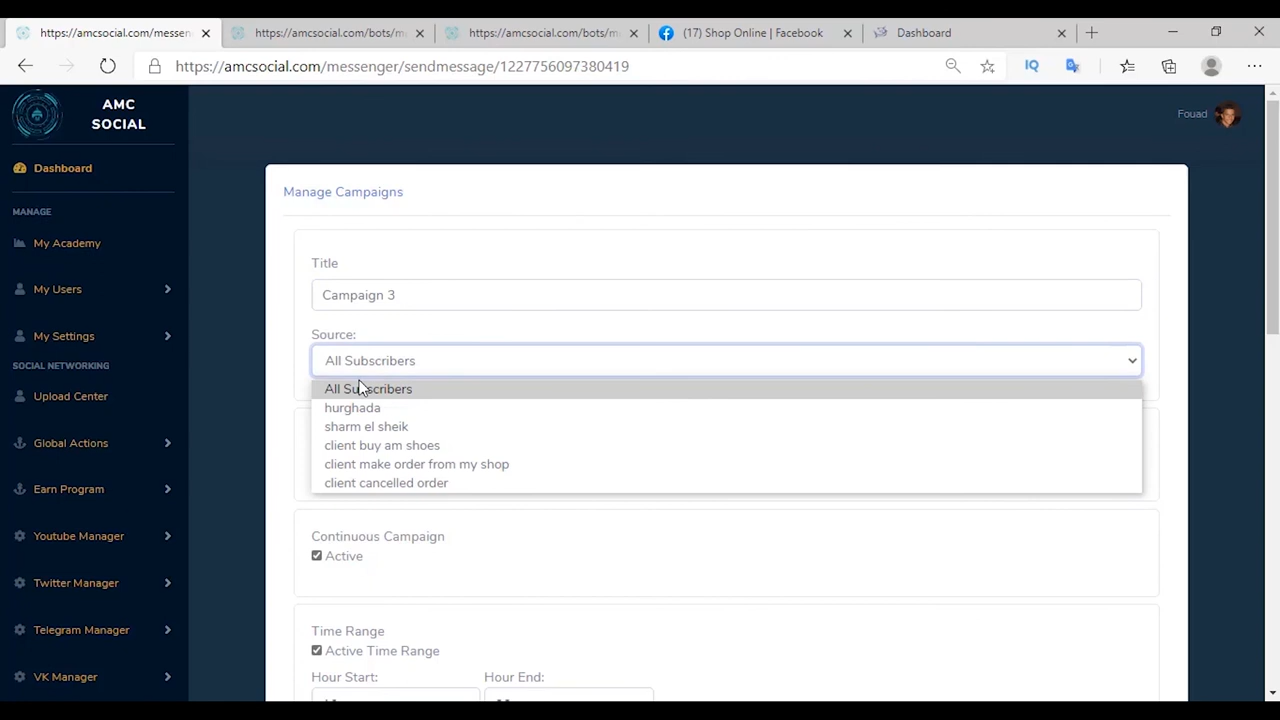 https://amcsocial.com/messen
https://amcsocial.com/bots/m
https://amcsocial.com/bots/m
(17) Shop Online | Facebook
Dashboard
https://amcsocial.com/messenger/sendmessage/1227756097380419
IQ
AMC
SOCIAL
Fouad
Dashboard
MANAGE
My Academy
My Users
My Settings
SOCIAL NETWORKING
Upload Center
Global Actions
Earn Program
Youtube Manager
Twitter Manager
Telegram Manager
VK Manager
Manage Campaigns
Title
Campaign 3
Source:
All Subscribers
All Subscribers
hurghada
sharm el sheik
client buy am shoes
client make order from my shop
client cancelled order
Continuous Campaign
Active
Time Range
Active Time Range
Hour Start: Hour End: